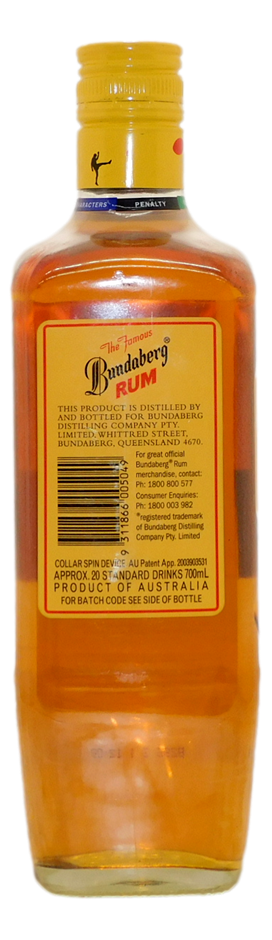 ARACTERS PENALTY
The Famous
Bundaberg®
RUM
THIS PRODUCT IS DISTILLED BY
AND BOTTLED FOR BUNDABERG
DISTILLING COMPANY PTY.
LIMITED, WHITTRED STREET,
BUNDABERG, QUEENSLAND 4670.
For great official
Bundaberg® Rum
merchandise, contact:
Ph: 1800 800 577
Consumer Enquines:
Ph: 1800 003 982
®registered trademark
of Bundaberg Distilling
Company Pty. Limited
9 311866 005049
COLLAR SPIN DEVICE AU Patent App. 2003903531
APPROX. 20 STANDARD DRINKS 700mL
PRODUCT OF AUSTRALIA
FOR BATCH CODE SEE SIDE OF BOTTLE